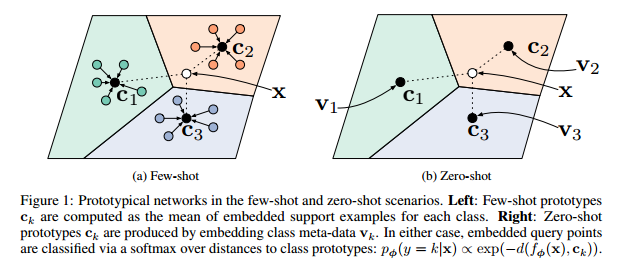 c₂
c₁
x
c₃
(a) Few-shot
c₂
v₂
v₁
c₁
x
c₃
v₃
(b) Zero-shot
Figure 1: Prototypical networks in the few-shot and zero-shot scenarios. Left: Few-shot prototypes
cₖ are computed as the mean of embedded support examples for each class. Right: Zero-shot
prototypes cₖ are produced by embedding class meta-data vₖ. In either case, embedded query points
are classified via a softmax over distances to class prototypes: p_ϕ(y = k|x) ∝ exp(−d(f_ϕ(x), cₖ)).